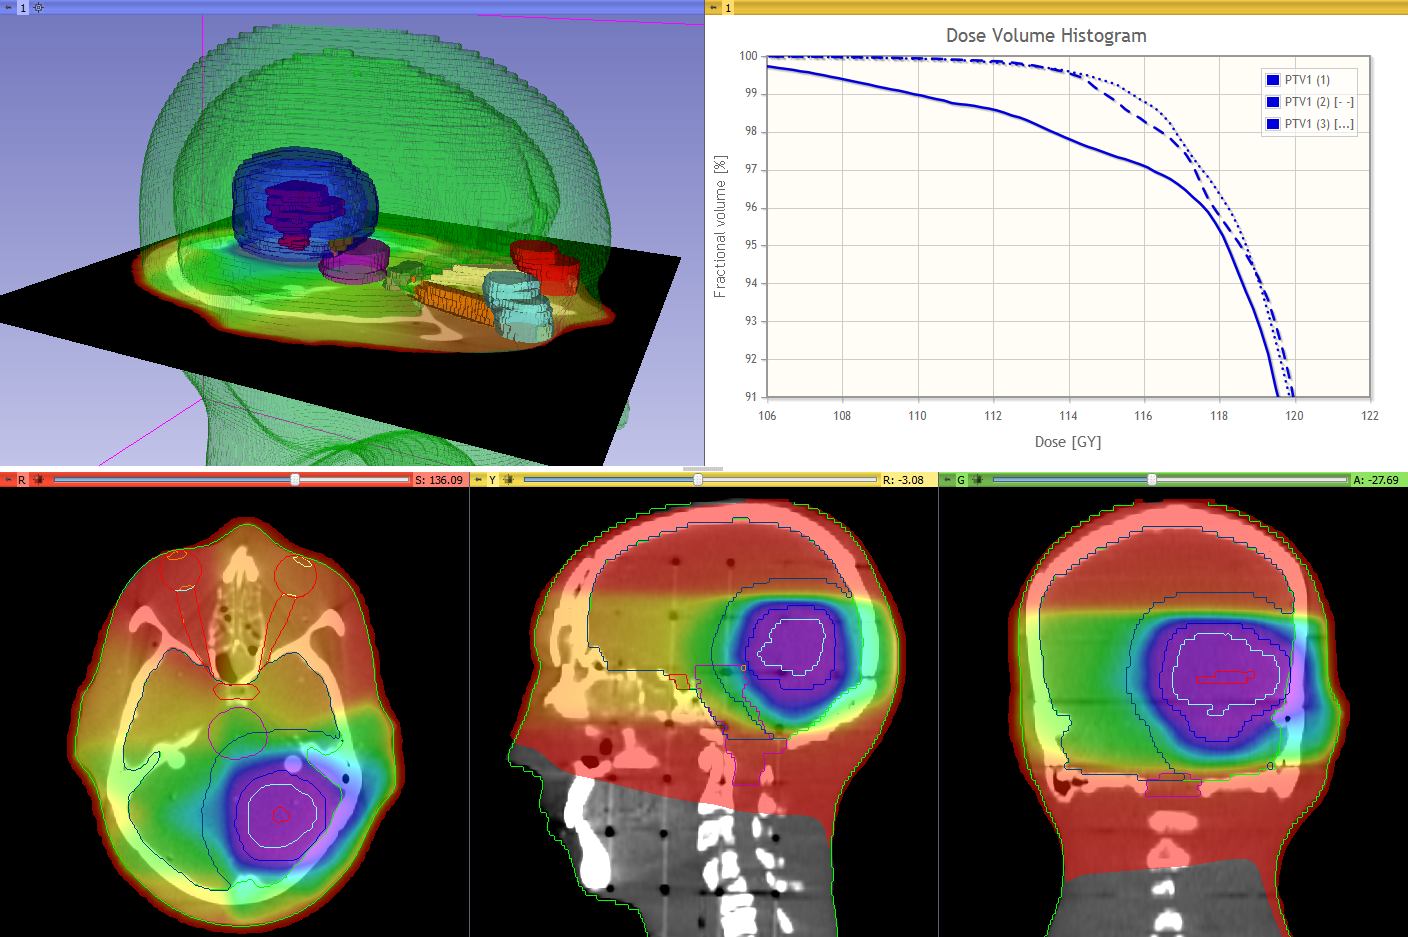 1
1
Dose Volume Histogram
Fractional volume [%]
100
99
98
97
96
95
94
93
92
91
PTV1 (1)
PTV1 (2) [- -]
PTV1 (3) [...]
106
108
110
112
114
116
118
120
122
Dose [GY]
R
S: 136.09
Y
R: -3.08
G
A: -27.69